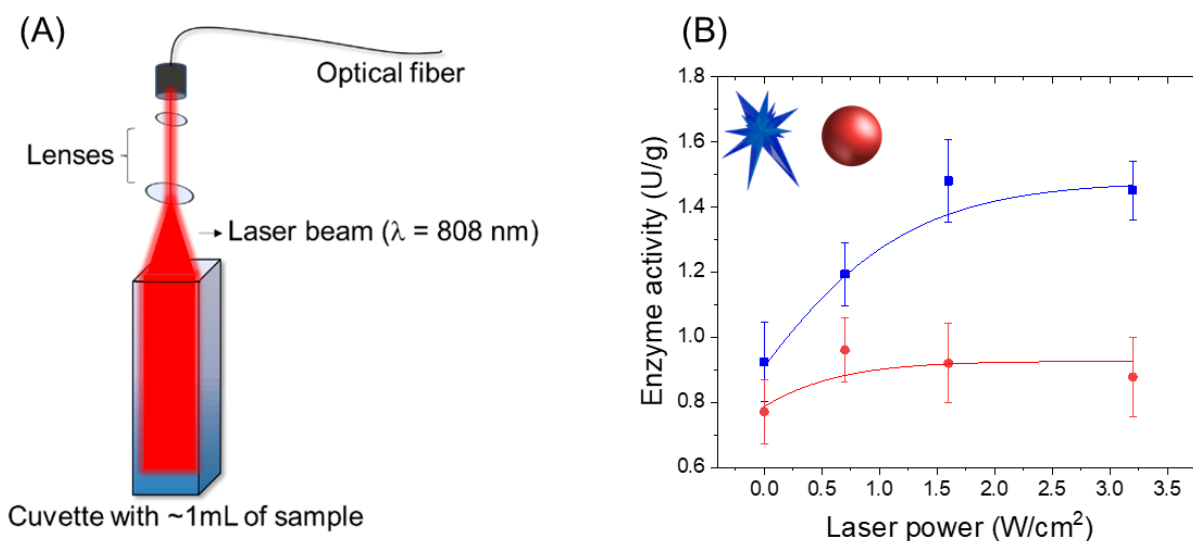 (A)
Optical fiber
Lenses
Laser beam (λ = 808 nm)
Cuvette with ~1mL of sample
(B)
Enzyme activity (U/g)
1.8
1.6
1.4
1.2
1.0
0.8
0.6
0.0 0.5 1.0 1.5 2.0 2.5 3.0 3.5
Laser power (W/cm²)